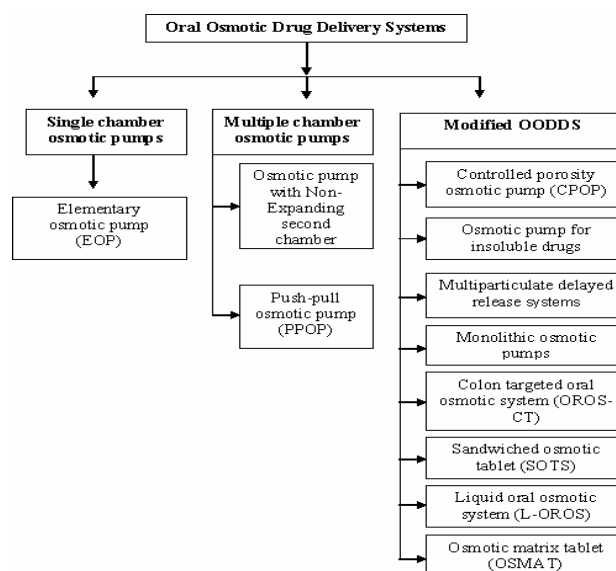 Oral Osmotic Drug Delivery Systems
Single chamber
osmotic pumps
Elementary
osmotic pump
(EOP)
Multiple chamber
osmotic pumps
Osmotic pump
with Non-
Expanding
second
chamber
Push-pull
osmotic pump
(PPOP)
Modified OODDS
Controlled porosity
osmotic pump (CPOP)
Osmotic pump for
insoluble drugs
Multiparticulate delayed
release systems
Monolithic osmotic
pumps
Colon targeted oral
osmotic system (OROS-
CT)
Sandwiched osmotic
tablet (SOTS)
Liquid oral osmotic
system (L-OROS)
Osmotic matrix tablet
(OSMAT)